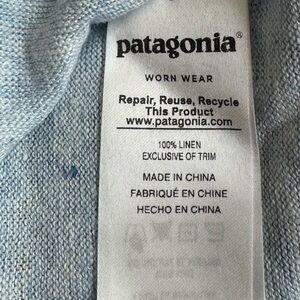 patagonia®
WORN WEAR
Repair, Reuse, Recycle
This Product
www.patagonia.com
100% LINEN
EXCLUSIVE OF TRIM
MADE IN CHINA
FABRIQUÉ EN CHINE
HECHO EN CHINA